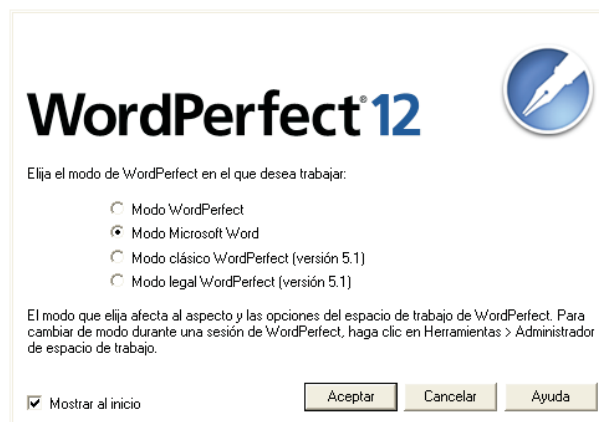 WordPerfect® 12
Elija el modo de WordPerfect en el que desea trabajar:
Modo WordPerfect
Modo Microsoft Word
Modo clásico WordPerfect (versión 5.1)
Modo legal WordPerfect (versión 5.1)
El modo que elija afecta al aspecto y las opciones del espacio de trabajo de WordPerfect. Para
cambiar de modo durante una sesión de WordPerfect, haga clic en Herramientas > Administrador
de espacio de trabajo.
Mostrar al inicio
Aceptar
Cancelar
Ayuda